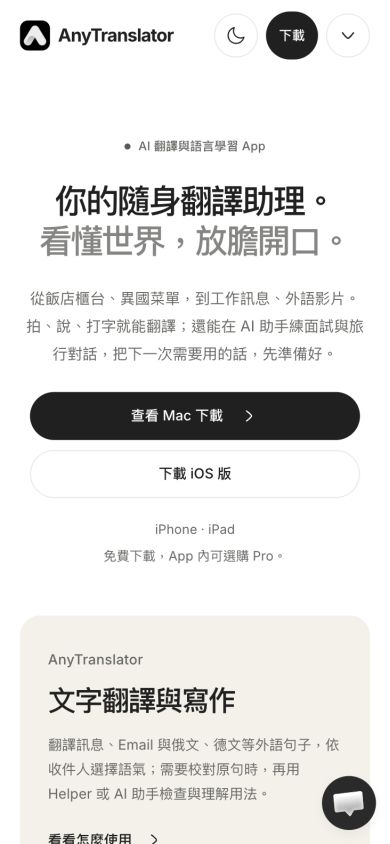 AnyTranslator
下載
AI 翻譯與語言學習 App
你的隨身翻譯助理。
看懂世界，放膽開口。
從飯店櫃台、異國菜單，到工作訊息、外語影片。
拍、說、打字就能翻譯；還能在 AI 助手練面試與旅
行對話，把下一次需要用的話，先準備好。
查看 Mac 下載
下載 iOS 版
iPhone · iPad
免費下載，App 內可選購 Pro。
AnyTranslator
文字翻譯與寫作
翻譯訊息、Email 與俄文、德文等外語句子，依
收件人選擇語氣；需要校對原句時，再用
Helper 或 AI 助手檢查與理解用法。
看看怎麼使用